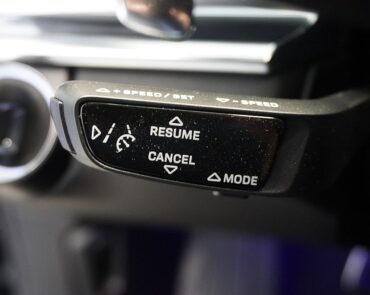 △ + SPEED / SET ▽ - SPEED
△
RESUME
CANCEL
▽
△ MODE